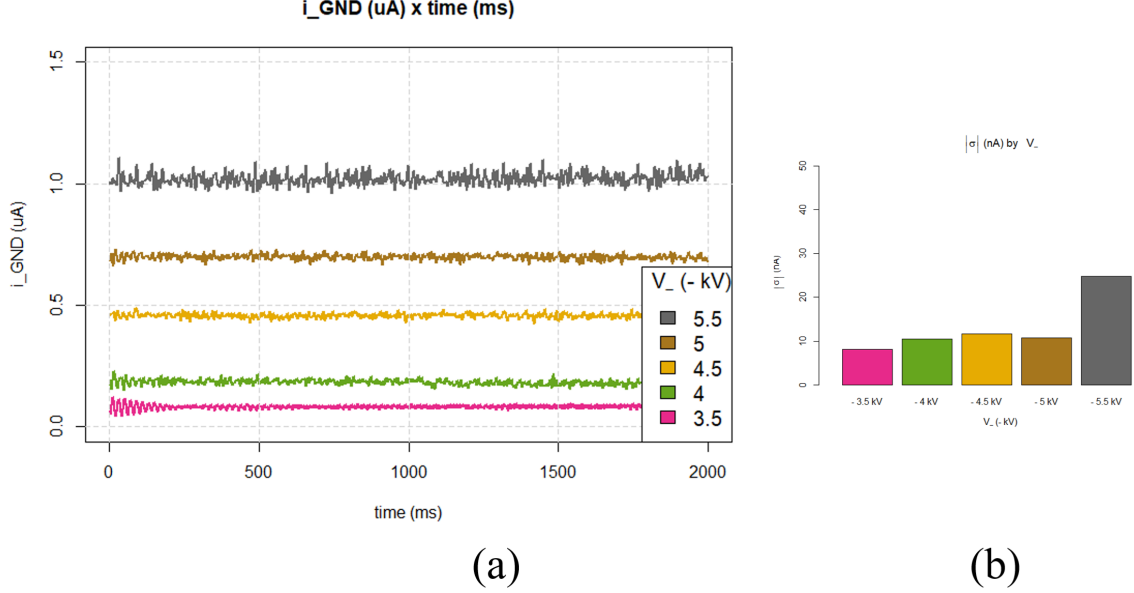 i_GND (uA) x time (ms)
1.5
1.0
0.5
0.0
i_GND (uA)
0
500
1000
1500
2000
time (ms)
V_ (- kV)
5.5
5
4.5
4
3.5
(a)
|σ| (nA) by V_
50
40
30
20
10
0
|σ| (nA)
- 3.5 kV
- 4 kV
- 4.5 kV
- 5 kV
- 5.5 kV
V_ (- kV)
(b)